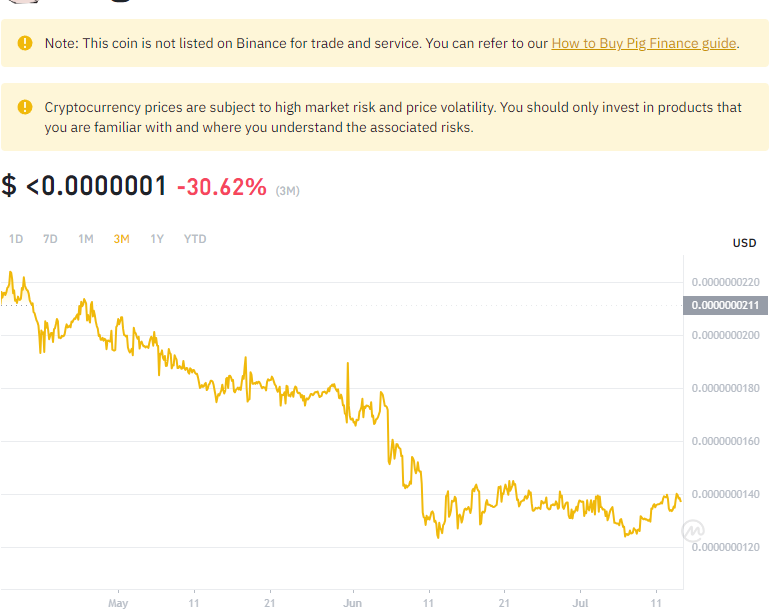 Note: This coin is not listed on Binance for trade and service. You can refer to our How to Buy Pig Finance guide.
Cryptocurrency prices are subject to high market risk and price volatility. You should only invest in products that
you are familiar with and where you understand the associated risks.
$ <0.0000001 -30.62% (3M)
1D 7D 1M 3M 1Y YTD
USD
0.0000000220
0.0000000211
0.0000000200
0.0000000180
0.0000000160
0.0000000140
0.0000000120
May 11 21 Jun 11 21 Jul 11